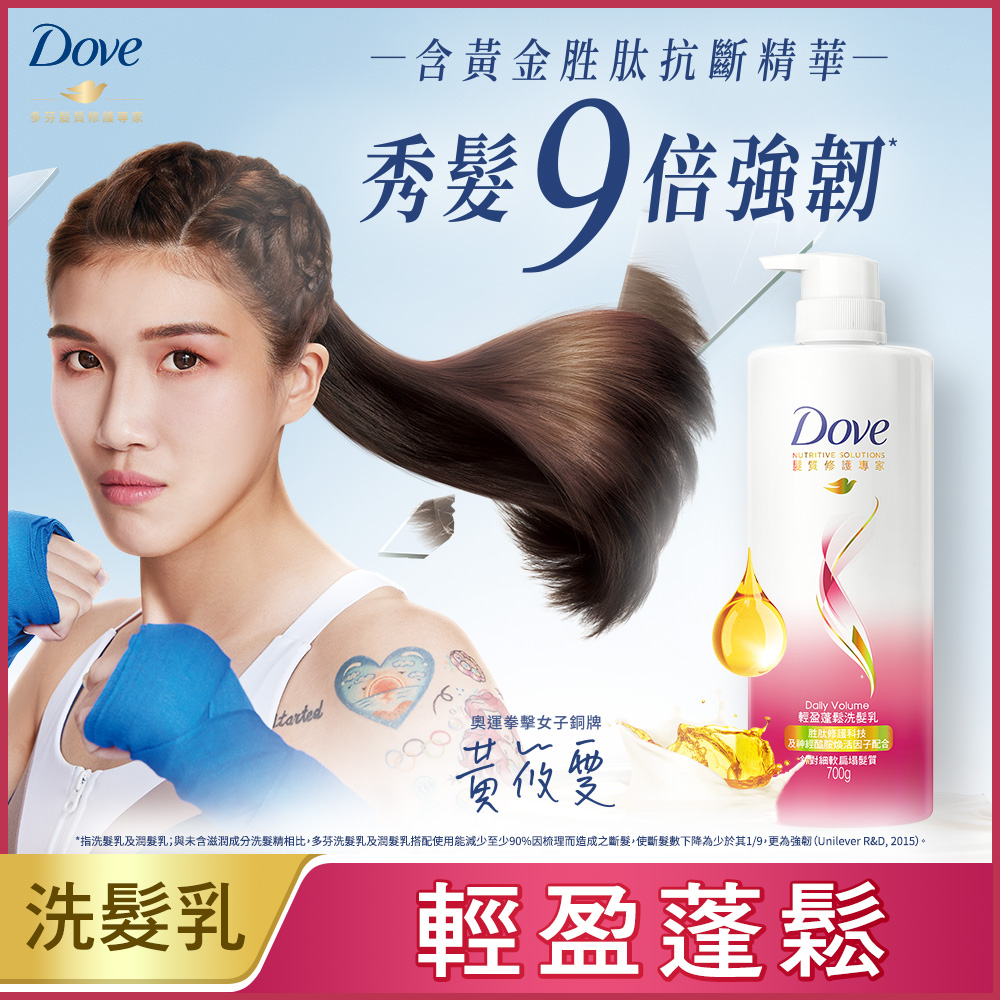 Dove
多芬髮質修護專家
含黃金胜肽抗斷精華
秀髮9倍強韌*
Dove
NUTRITIVE SOLUTIONS
髮質修護專家
Daily Volume
輕盈蓬鬆洗髮乳
胜肽修護科技
及神經醯胺煥活因子配合
針對細軟扁塌髮質
700g
started
奧運拳擊女子銅牌
黃筱雯
*指洗髮乳及潤髮乳;與未含滋潤成分洗髮精相比,多芬洗髮乳及潤髮乳搭配使用能減少至少90%因梳理而造成之斷髮,使斷髮數下降為少於其1/9,更為強韌(Unilever R&D, 2015)。
洗髮乳
輕盈蓬鬆